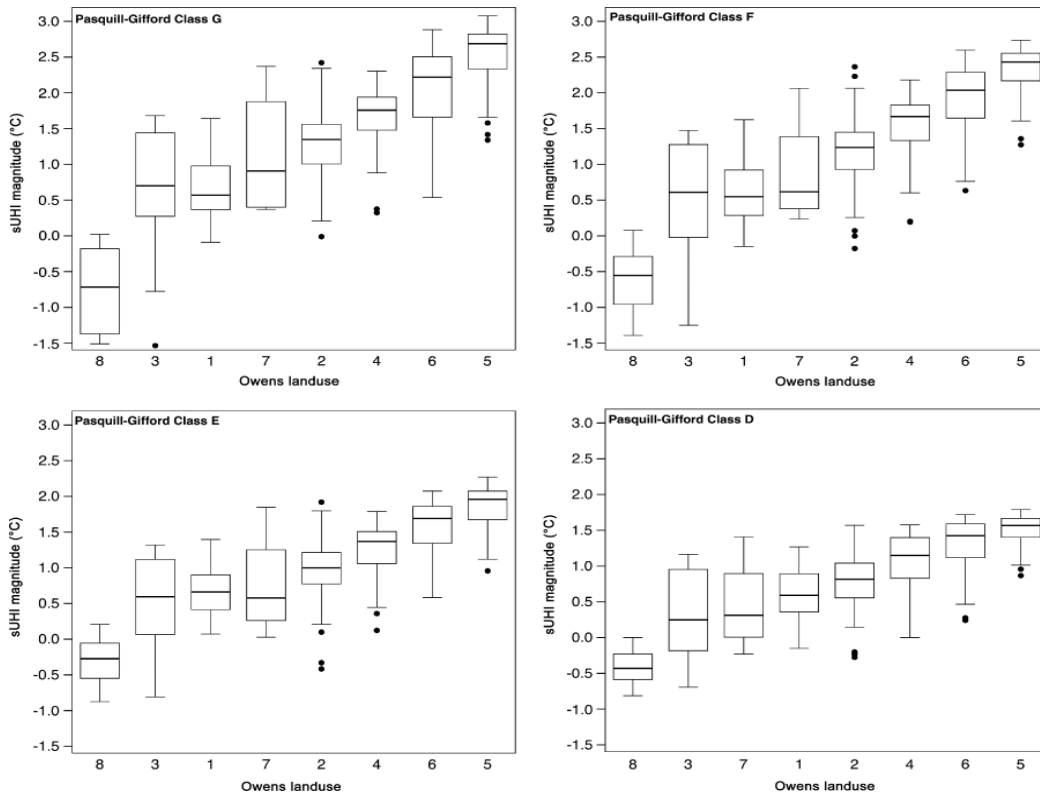 Pasquill-Gifford Class G
3.0
2.5
2.0
1.5
1.0
0.5
0.0
-0.5
-1.0
-1.5
sUHI magnitude (°C)
8 3 1 7 2 4 6 5
Owens landuse
Pasquill-Gifford Class F
3.0
2.5
2.0
1.5
1.0
0.5
0.0
-0.5
-1.0
-1.5
sUHI magnitude (°C)
8 3 1 7 2 4 6 5
Owens landuse
Pasquill-Gifford Class E
3.0
2.5
2.0
1.5
1.0
0.5
0.0
-0.5
-1.0
-1.5
sUHI magnitude (°C)
8 3 1 7 2 4 6 5
Owens landuse
Pasquill-Gifford Class D
3.0
2.5
2.0
1.5
1.0
0.5
0.0
-0.5
-1.0
-1.5
sUHI magnitude (°C)
8 3 7 1 2 4 6 5
Owens landuse